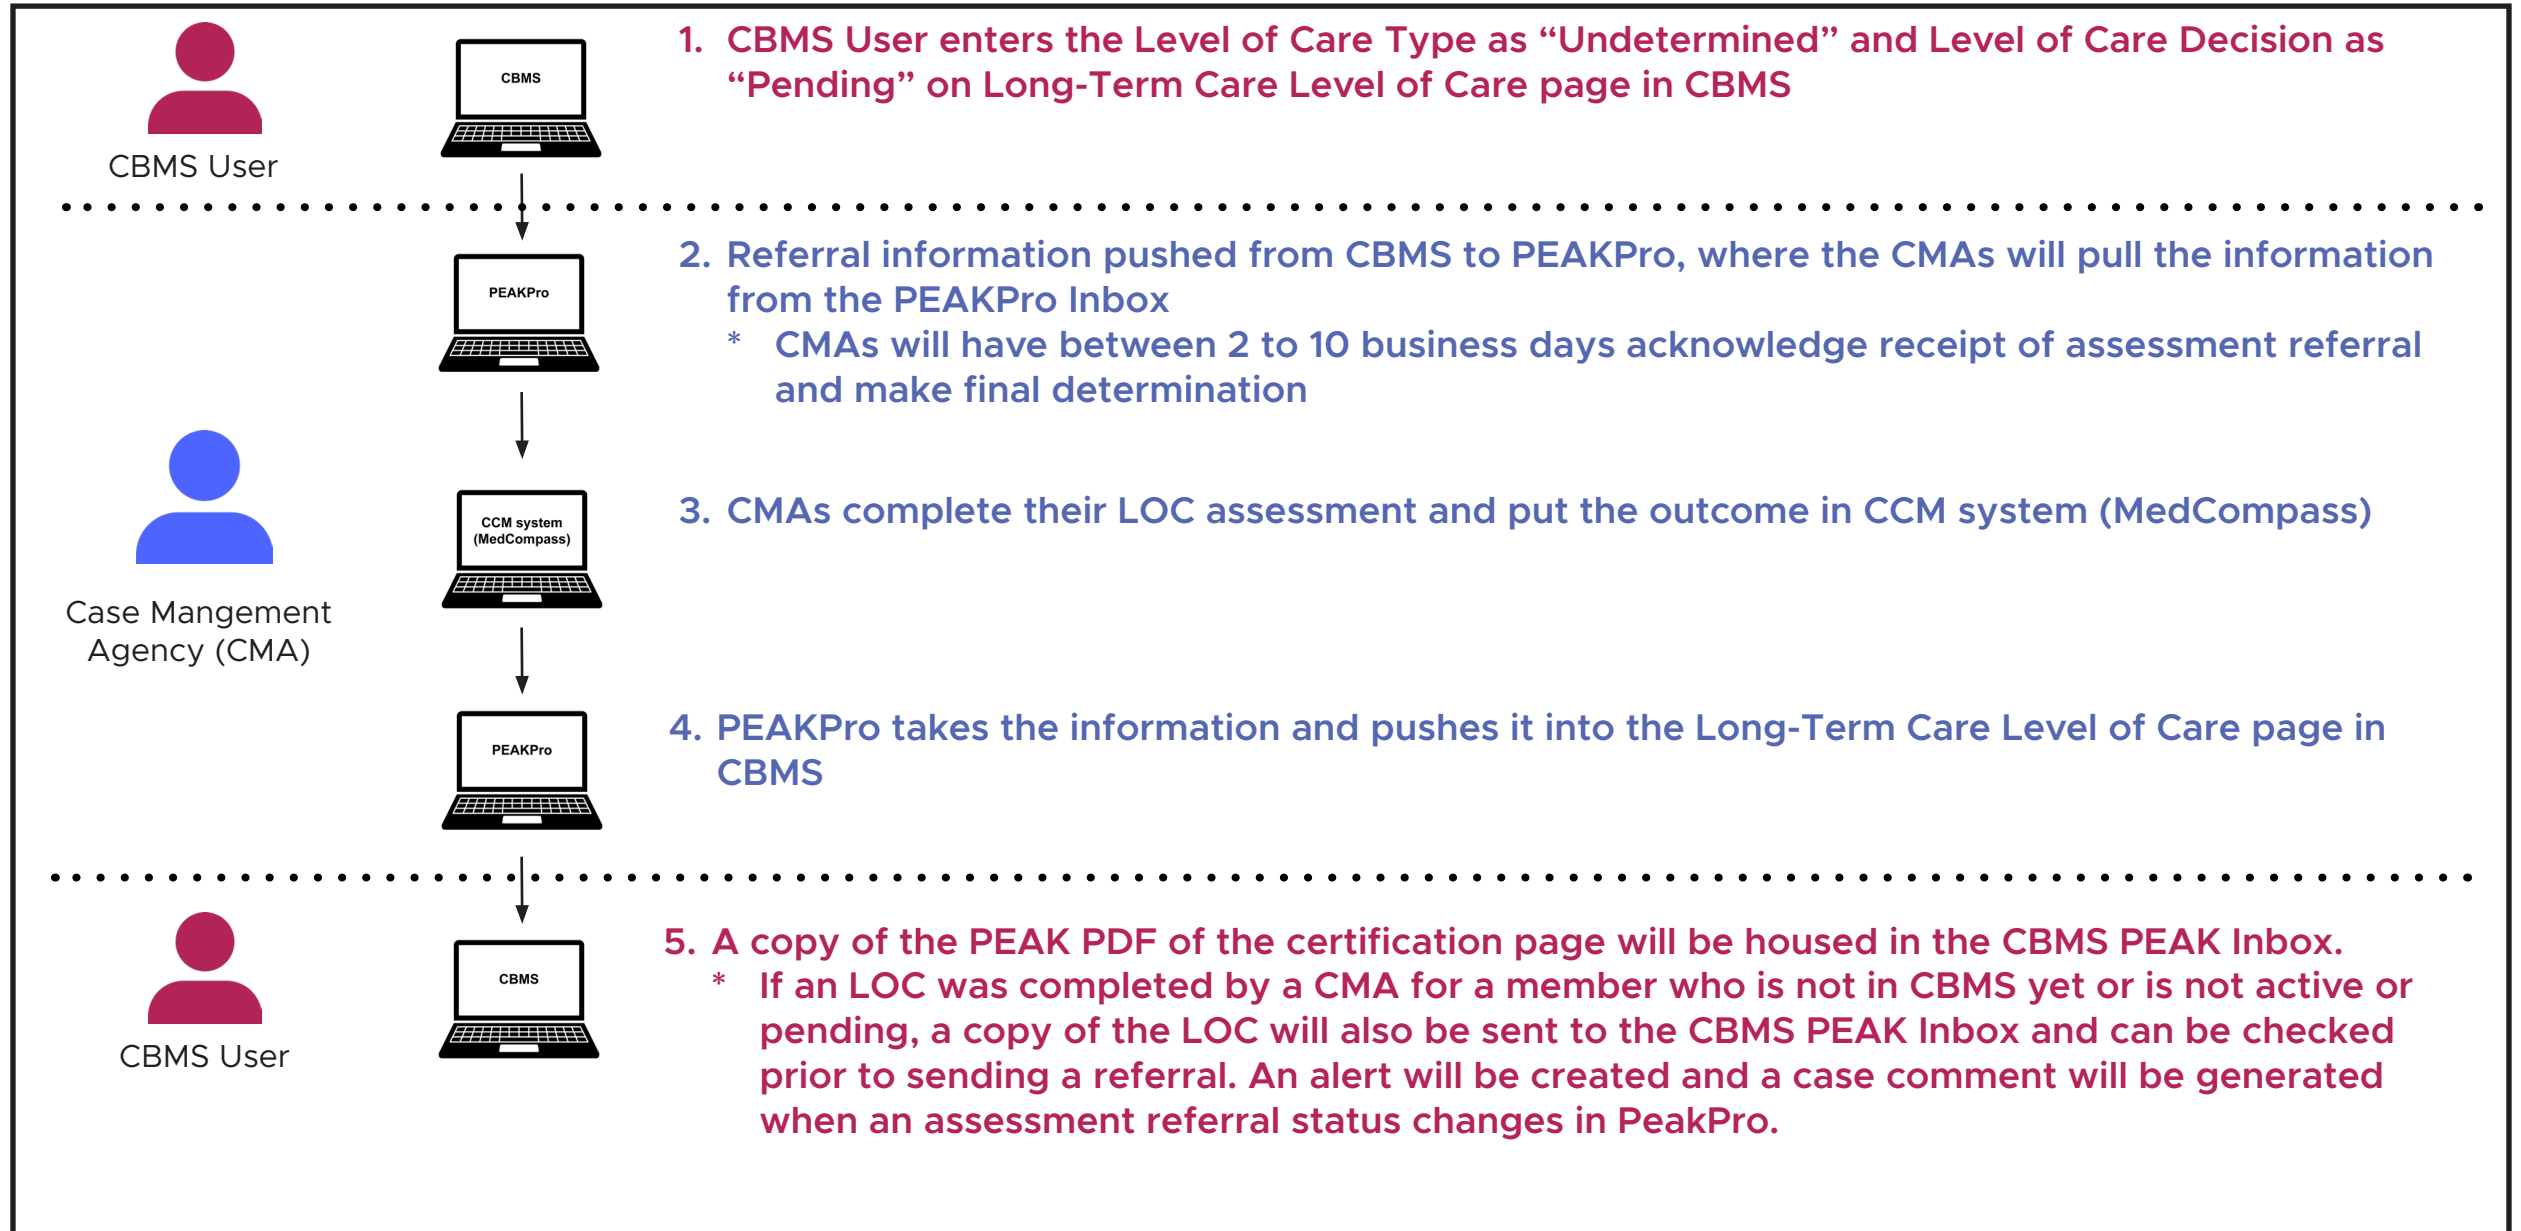 CBMS
1. CBMS User enters the Level of Care Type as “Undetermined” and Level of Care Decision as
“Pending” on Long-Term Care Level of Care page in CBMS
CBMS User
PEAKPro
2. Referral information pushed from CBMS to PEAKPro, where the CMAs will pull the information
from the PEAKPro Inbox
* CMAs will have between 2 to 10 business days acknowledge receipt of assessment referral
and make final determination
CCM system
(MedCompass)
3. CMAs complete their LOC assessment and put the outcome in CCM system (MedCompass)
Case Mangement
Agency (CMA)
PEAKPro
4. PEAKPro takes the information and pushes it into the Long-Term Care Level of Care page in
CBMS
CBMS User
CBMS
5. A copy of the PEAK PDF of the certification page will be housed in the CBMS PEAK Inbox.
* If an LOC was completed by a CMA for a member who is not in CBMS yet or is not active or
pending, a copy of the LOC will also be sent to the CBMS PEAK Inbox and can be checked
prior to sending a referral. An alert will be created and a case comment will be generated
when an assessment referral status changes in PeakPro.